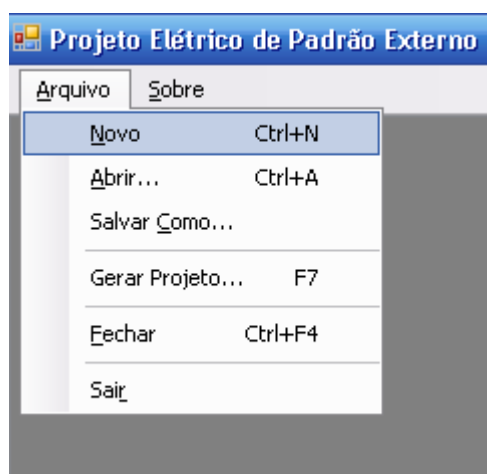 Projeto Elétrico de Padrão Externo
Arquivo Sobre
Novo Ctrl+N
Abrir... Ctrl+A
Salvar Como...
Gerar Projeto... F7
Fechar Ctrl+F4
Sair